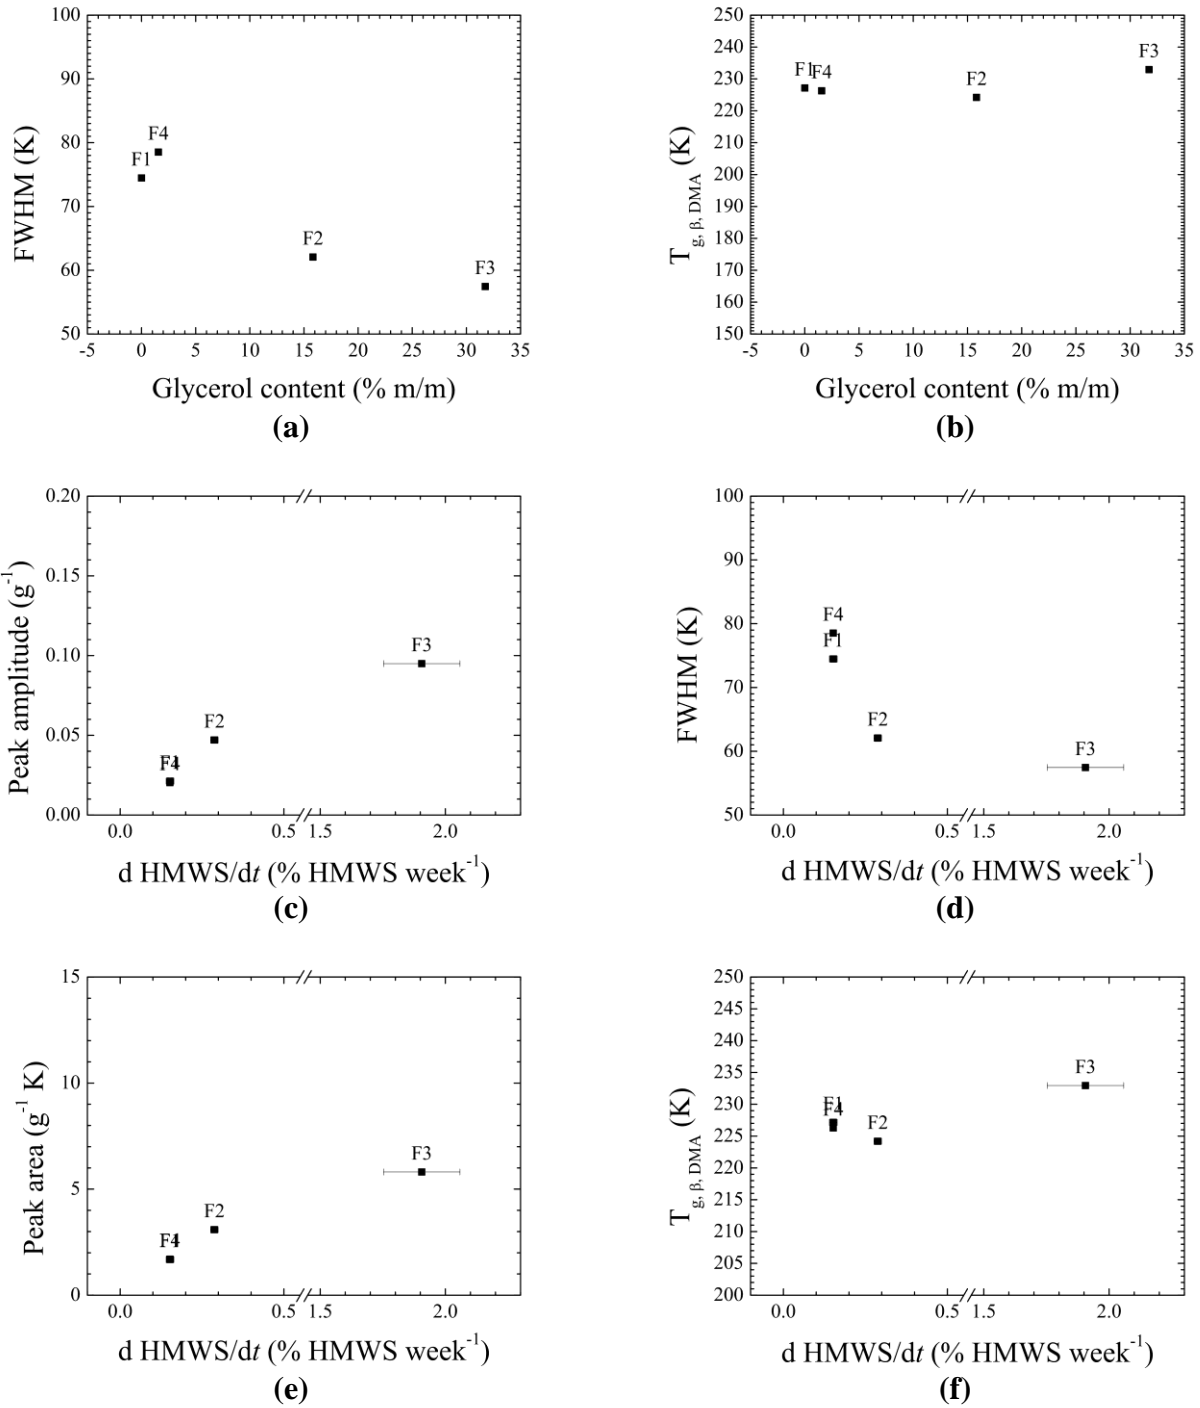 100
90
80
70
60
50
FWHM (K)
F4
F1
F2
F3
-5 0 5 10 15 20 25 30 35
Glycerol content (% m/m)
(a)
250
240
230
220
210
200
190
180
170
160
150
T g, β, DMA (K)
F1
F4
F2
F3
-5 0 5 10 15 20 25 30 35
Glycerol content (% m/m)
(b)
0.20
0.15
0.10
0.05
0.00
Peak amplitude (g⁻¹)
F3
F2
F1
F4
0.0 0.5 1.5 2.0
d HMWS/dt (% HMWS week⁻¹)
(c)
100
90
80
70
60
50
FWHM (K)
F4
F1
F2
F3
0.0 0.5 1.5 2.0
d HMWS/dt (% HMWS week⁻¹)
(d)
15
10
5
0
Peak area (g⁻¹ K)
F3
F2
F4
0.0 0.5 1.5 2.0
d HMWS/dt (% HMWS week⁻¹)
(e)
250
245
240
235
230
225
220
215
210
205
200
T g, β, DMA (K)
F3
F1
F4
F2
0.0 0.5 1.5 2.0
d HMWS/dt (% HMWS week⁻¹)
(f)